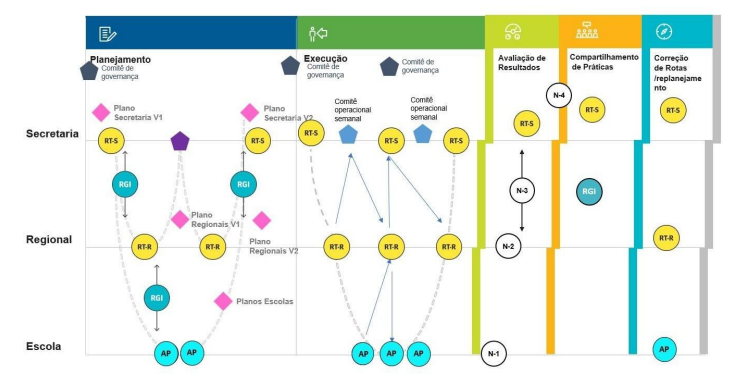 Planejamento
Comitê de
governança
Execução
Comitê de
governança
Comitê de
governança
Avaliação de
Resultados
Compartilhamento
de Práticas
Correção
de Rotas
/replanejame
nto
N-4
Plano
Secretaria V1
Plano
Secretaria V2
Comitê
operacional
semanal
Comitê
operacional
semanal
RT-S
RT-S
RT-S
Secretaria
RT-S
RT-S
RT-S
RT-S
RT-S
RGI
RGI
N-3
RGI
Plano
Regionais V1
Plano
Regionais V2
Regional
RT-R
RT-R
RT-R
RT-R
RT-R
N-2
RT-R
RGI
Planos Escolas
Escola
AP
AP
AP
AP
AP
N-1
AP